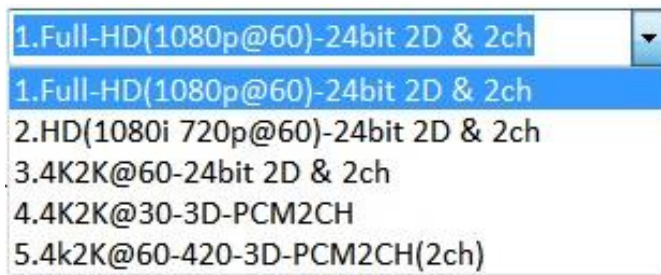 1.Full-HD(1080p@60)-24bit 2D & 2ch
1.Full-HD(1080p@60)-24bit 2D & 2ch
2.HD(1080i 720p@60)-24bit 2D & 2ch
3.4K2K@60-24bit 2D & 2ch
4.4K2K@30-3D-PCM2CH
5.4k2K@60-420-3D-PCM2CH(2ch)